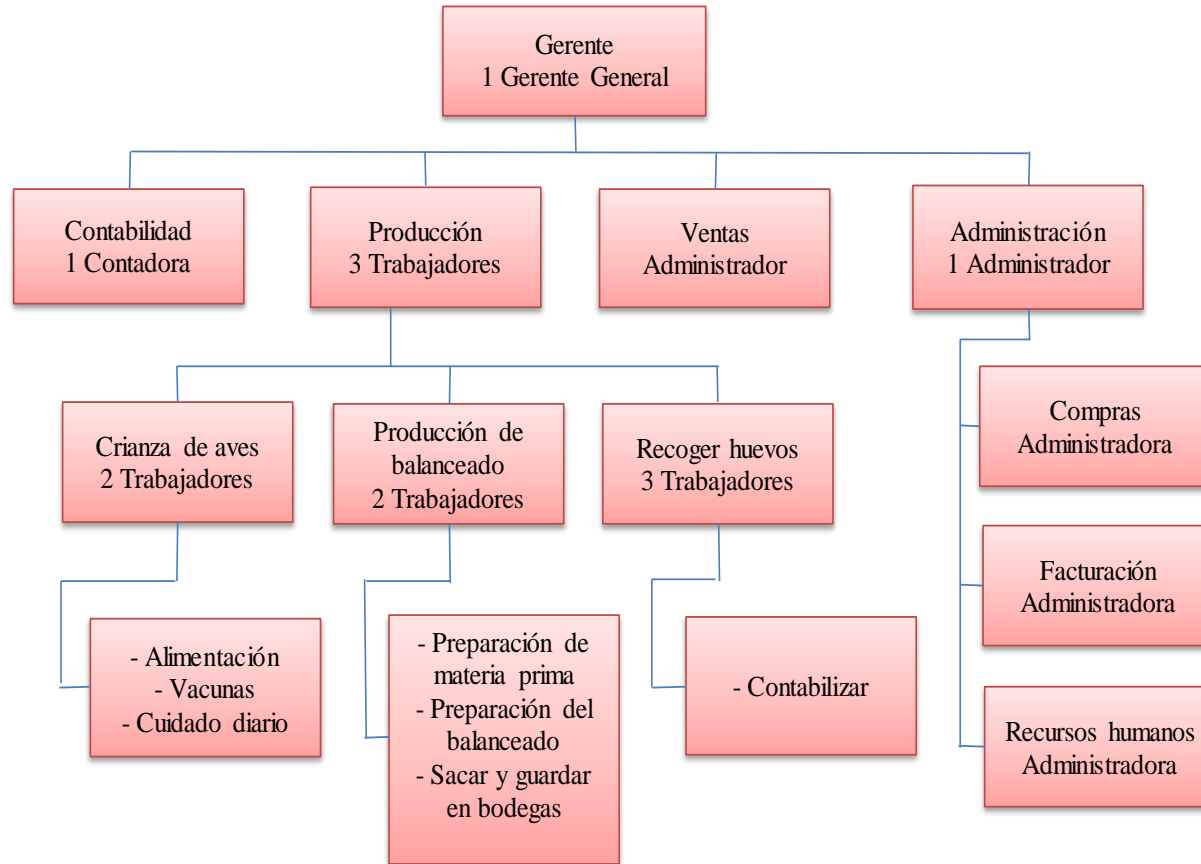 Gerente
1 Gerente General
Contabilidad
1 Contadora
Producción
3 Trabajadores
Ventas
Administrador
Administración
1 Administrador
Crianza de aves
2 Trabajadores
Producción de
balanceado
2 Trabajadores
Recoger huevos
3 Trabajadores
Compras
Administradora
Facturación
Administradora
Recursos humanos
Administradora
- Alimentación
- Vacunas
- Cuidado diario
- Preparación de
materia prima
- Preparación del
balanceado
- Sacar y guardar
en bodegas
- Contabilizar